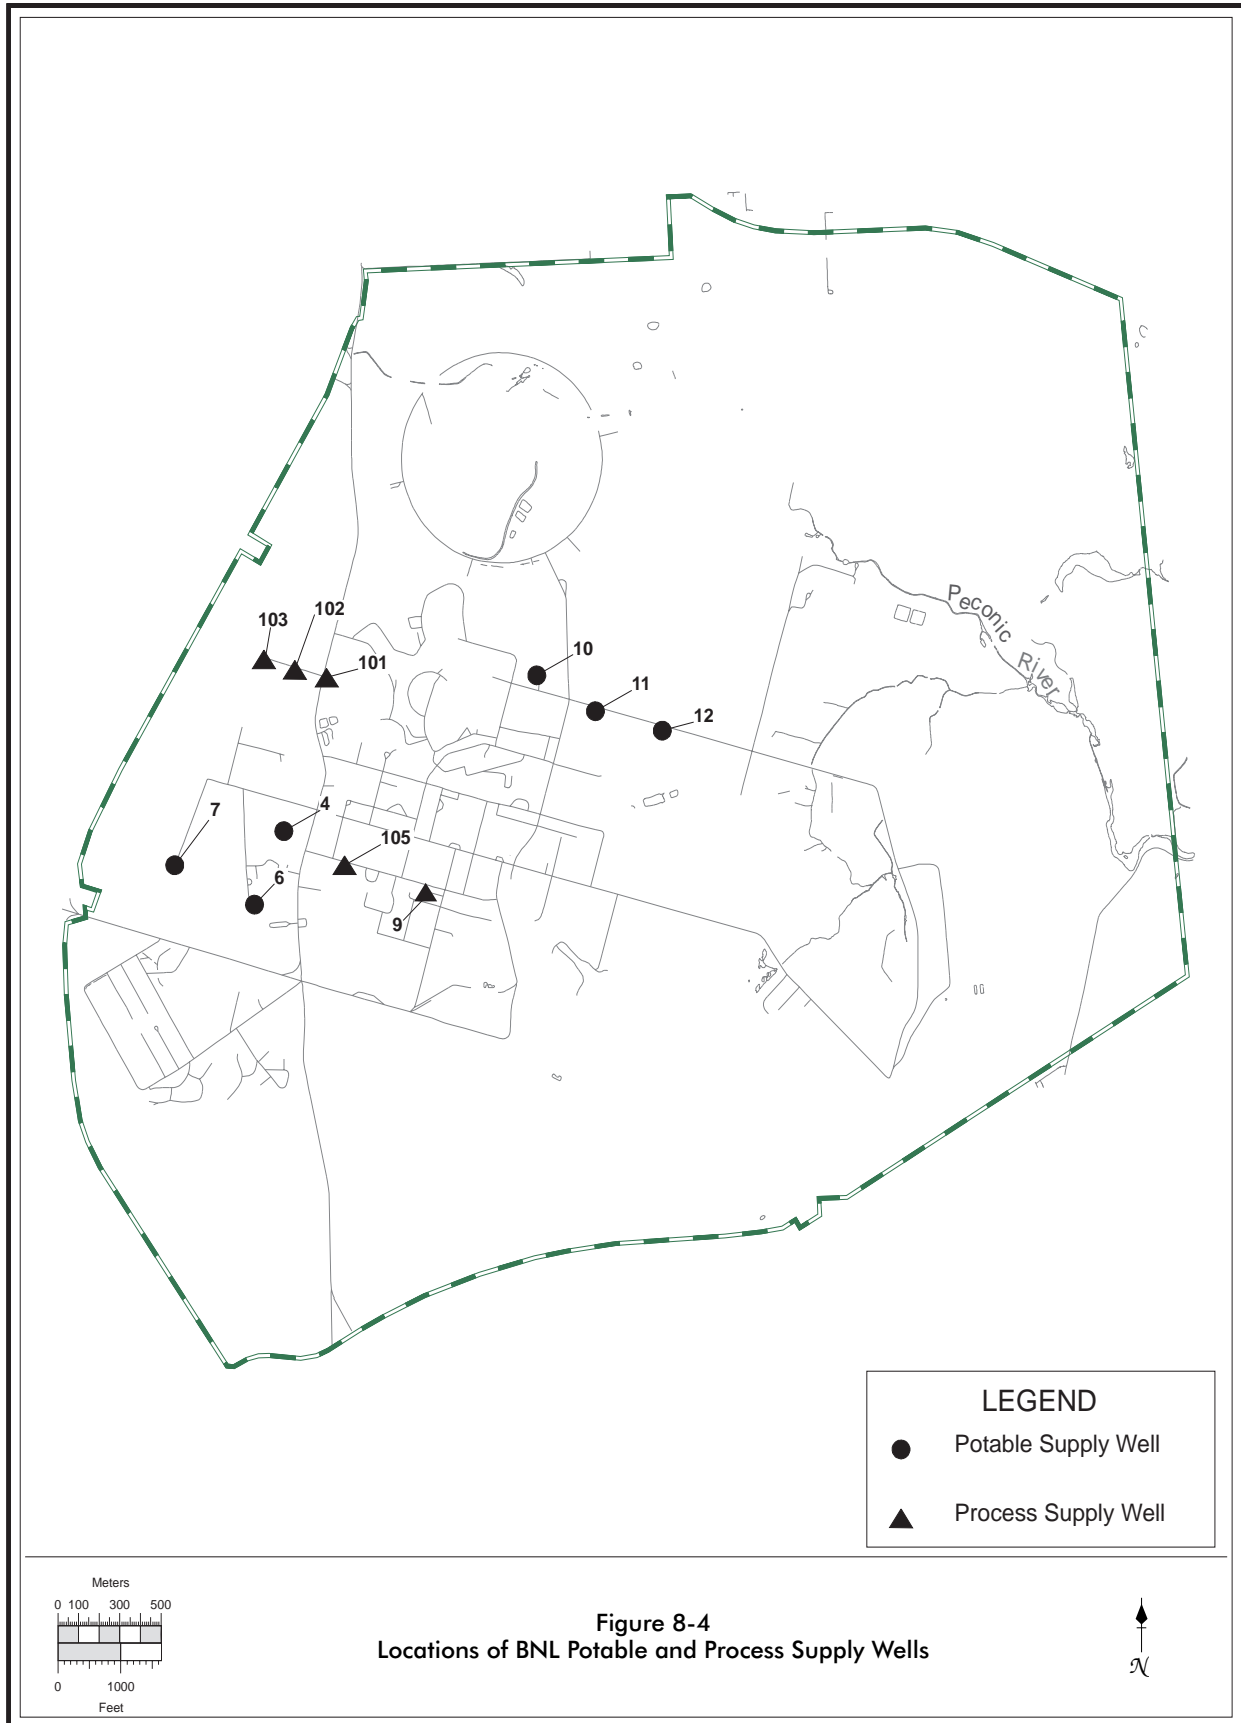 Peconic
River
103
102
101
10
11
12
7
4
105
6
9
LEGEND
Potable Supply Well
Process Supply Well
Meters
0 100 300 500
0 1000
Feet
Figure 8-4
Locations of BNL Potable and Process Supply Wells
N